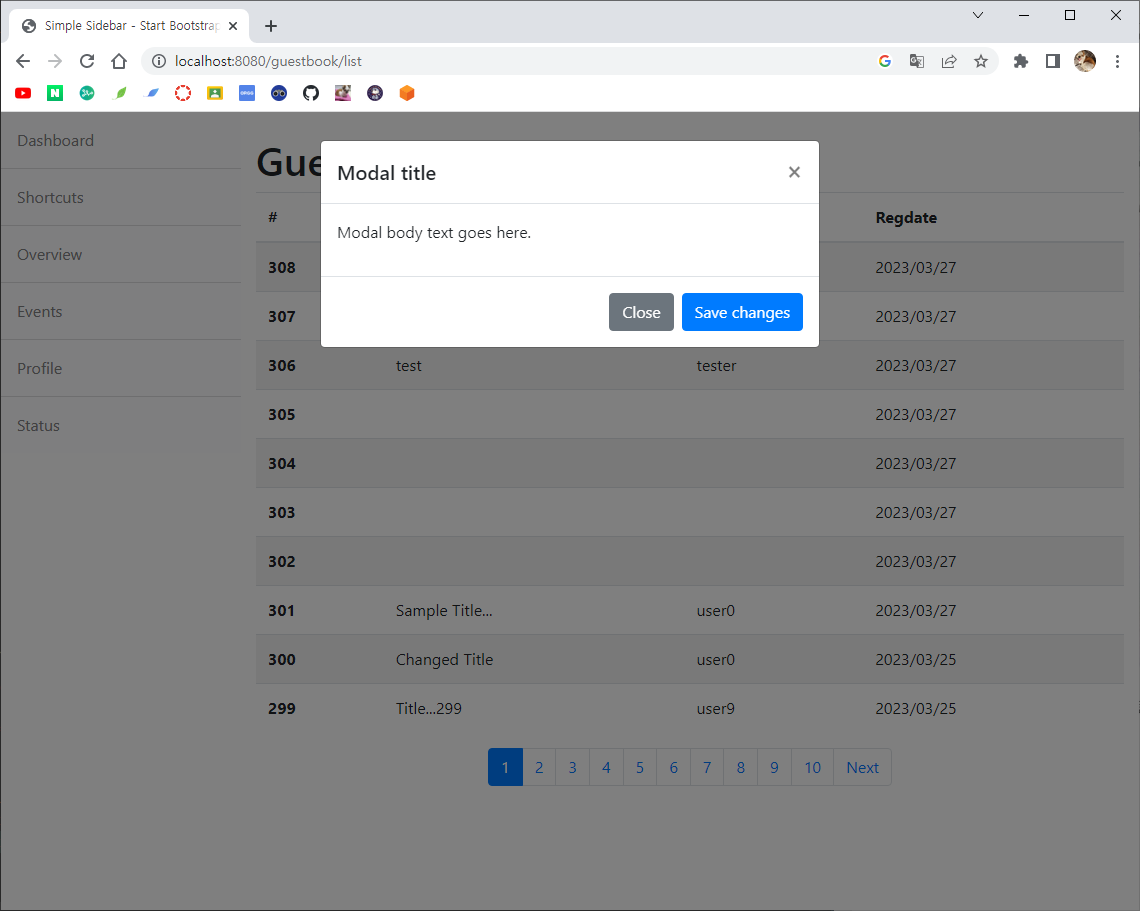 Simple Sidebar - Start Bootstrap
localhost:8080/guestbook/list
Dashboard
Shortcuts
Overview
Events
Profile
Status
Modal title ×
Modal body text goes here.
Close Save changes
# Regdate
308 2023/03/27
307 2023/03/27
306 test tester 2023/03/27
305 2023/03/27
304 2023/03/27
303 2023/03/27
302 2023/03/27
301 Sample Title... user0 2023/03/27
300 Changed Title user0 2023/03/25
299 Title...299 user9 2023/03/25
1 2 3 4 5 6 7 8 9 10 Next